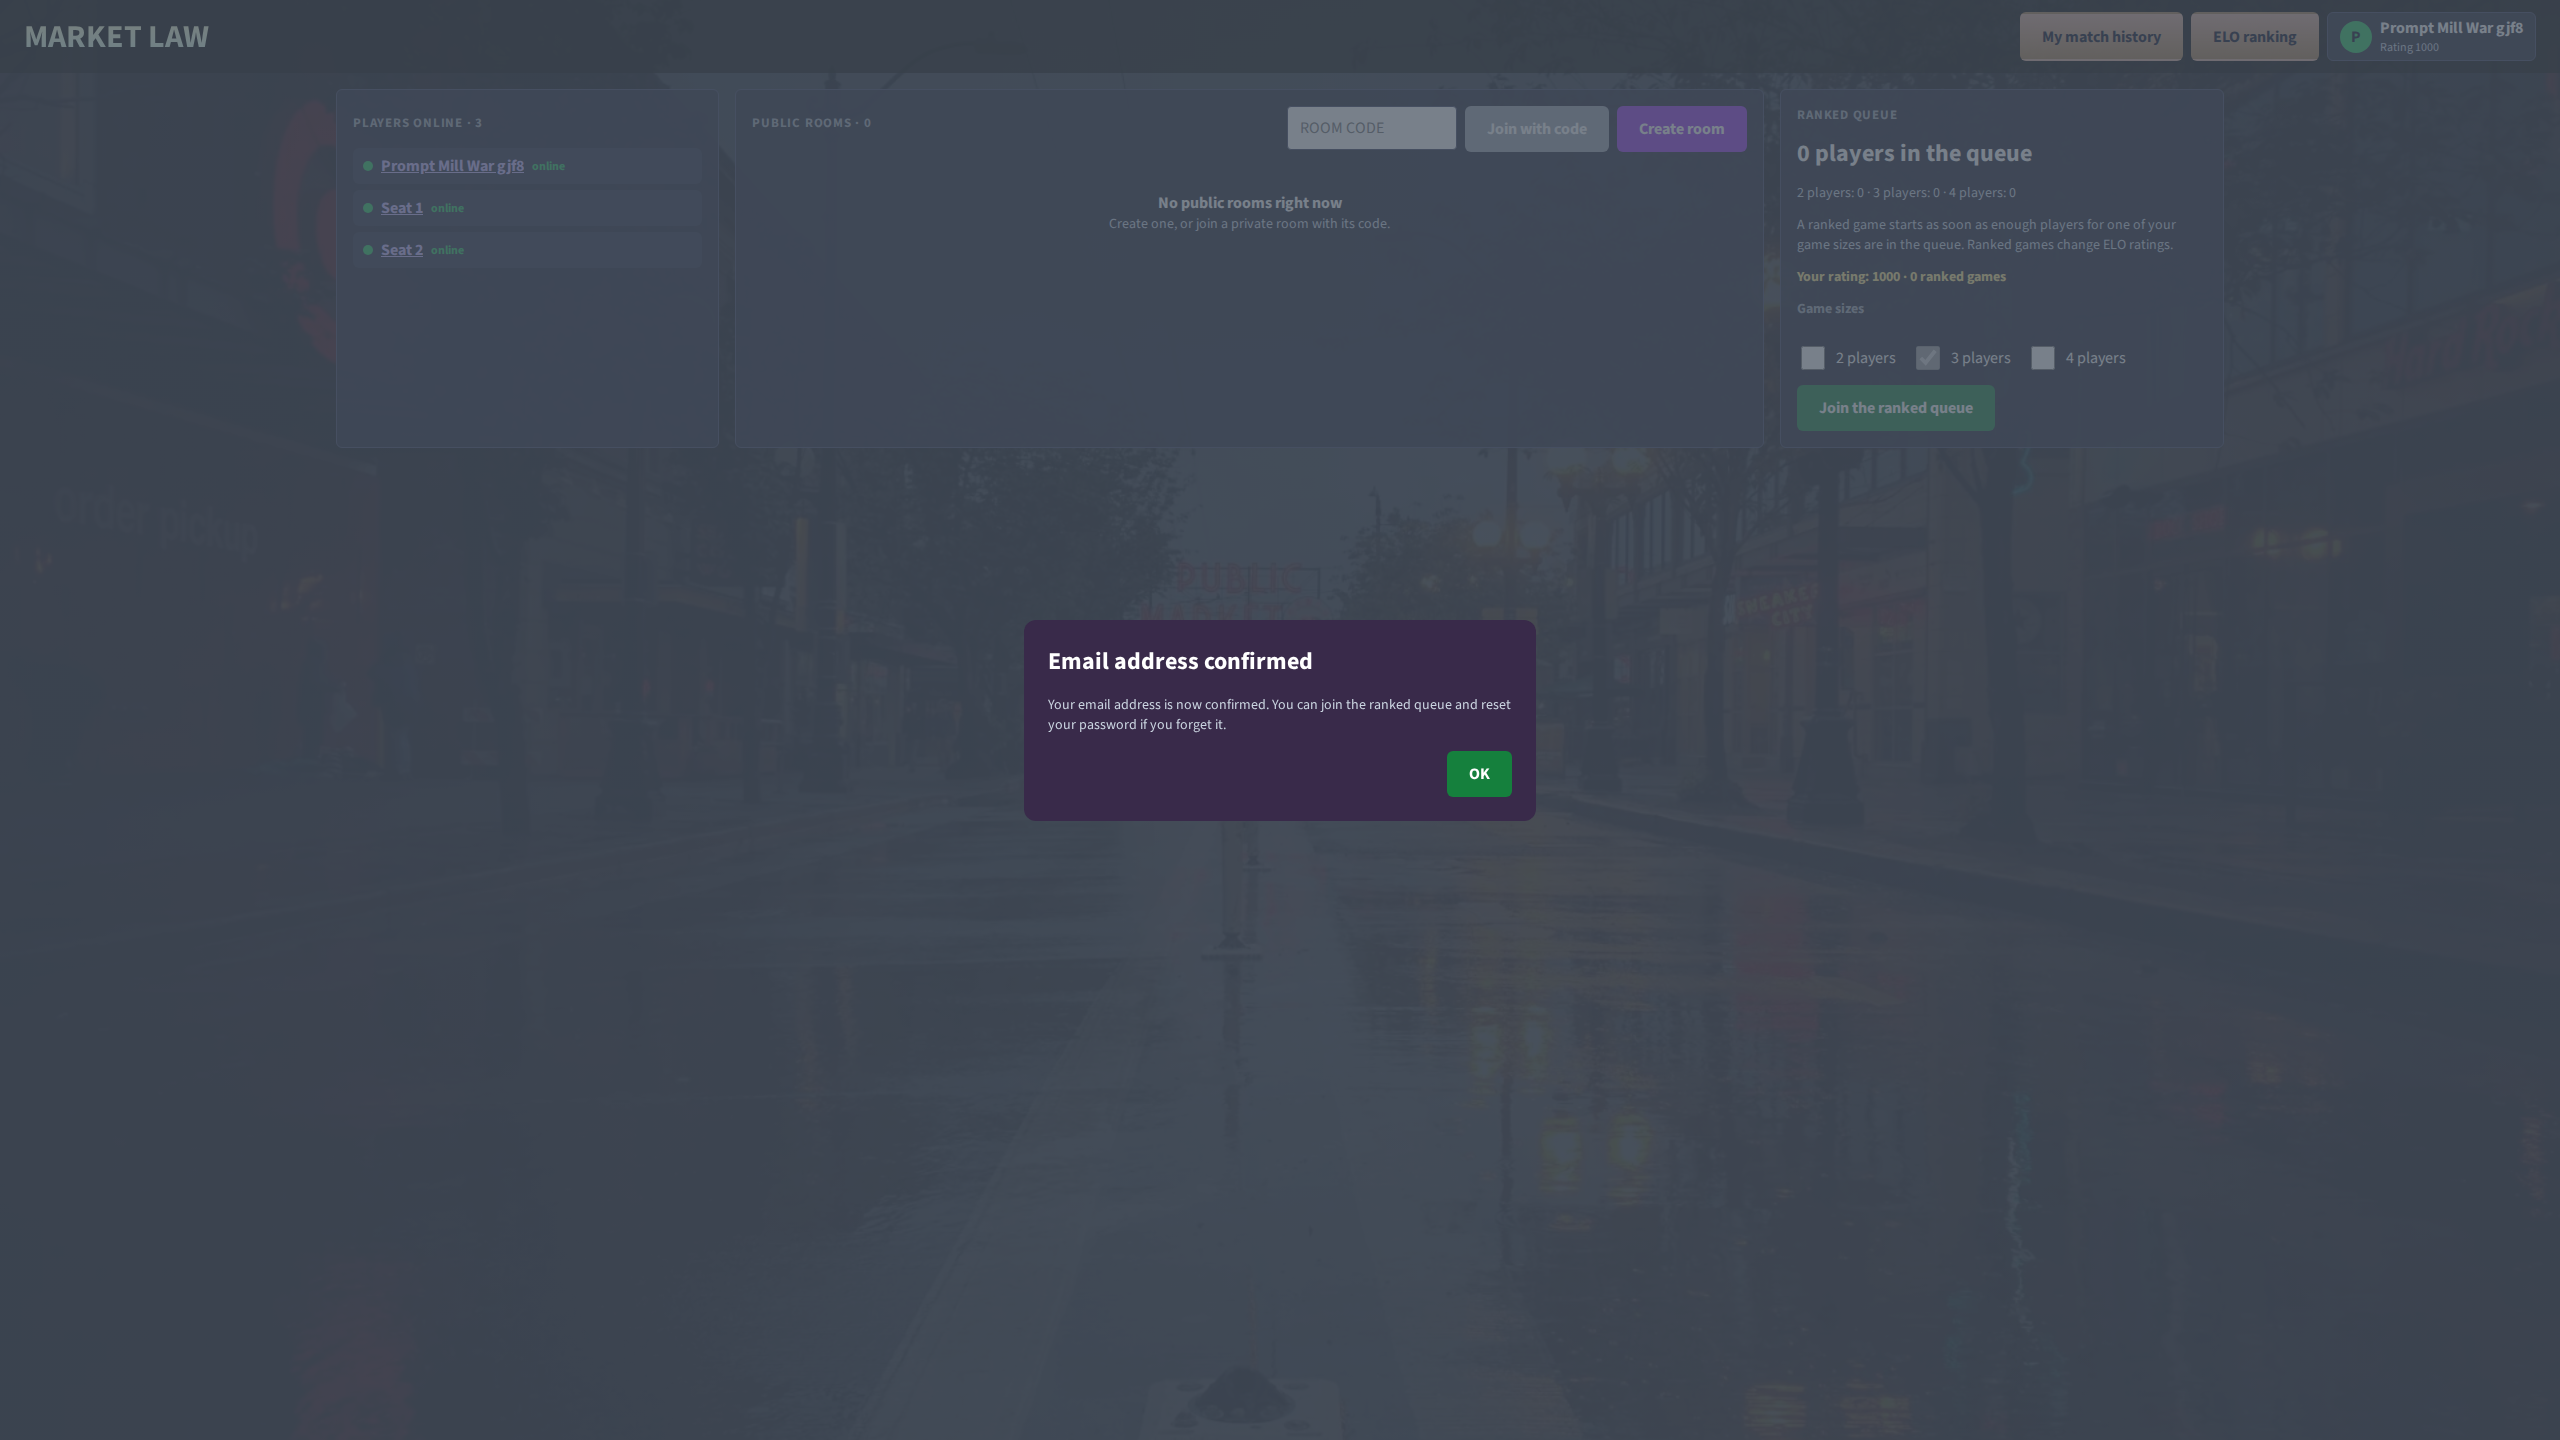 MARKET LAW
My match history
ELO ranking
P
Prompt Mill War gjf8
Rating 1000
PLAYERS ONLINE · 3
Prompt Mill War gjf8 online
Seat 1 online
Seat 2 online
PUBLIC ROOMS · 0
ROOM CODE
Join with code
Create room
No public rooms right now
Create one, or join a private room with its code.
RANKED QUEUE
0 players in the queue
2 players: 0 · 3 players: 0 · 4 players: 0
A ranked game starts as soon as enough players for one of your
game sizes are in the queue. Ranked games change ELO ratings.
Your rating: 1000 · 0 ranked games
Game sizes
2 players
3 players
4 players
Join the ranked queue
order pickup
PUBLIC
SNEAKER
CITY
Email address confirmed
Your email address is now confirmed. You can join the ranked queue and reset
your password if you forget it.
OK